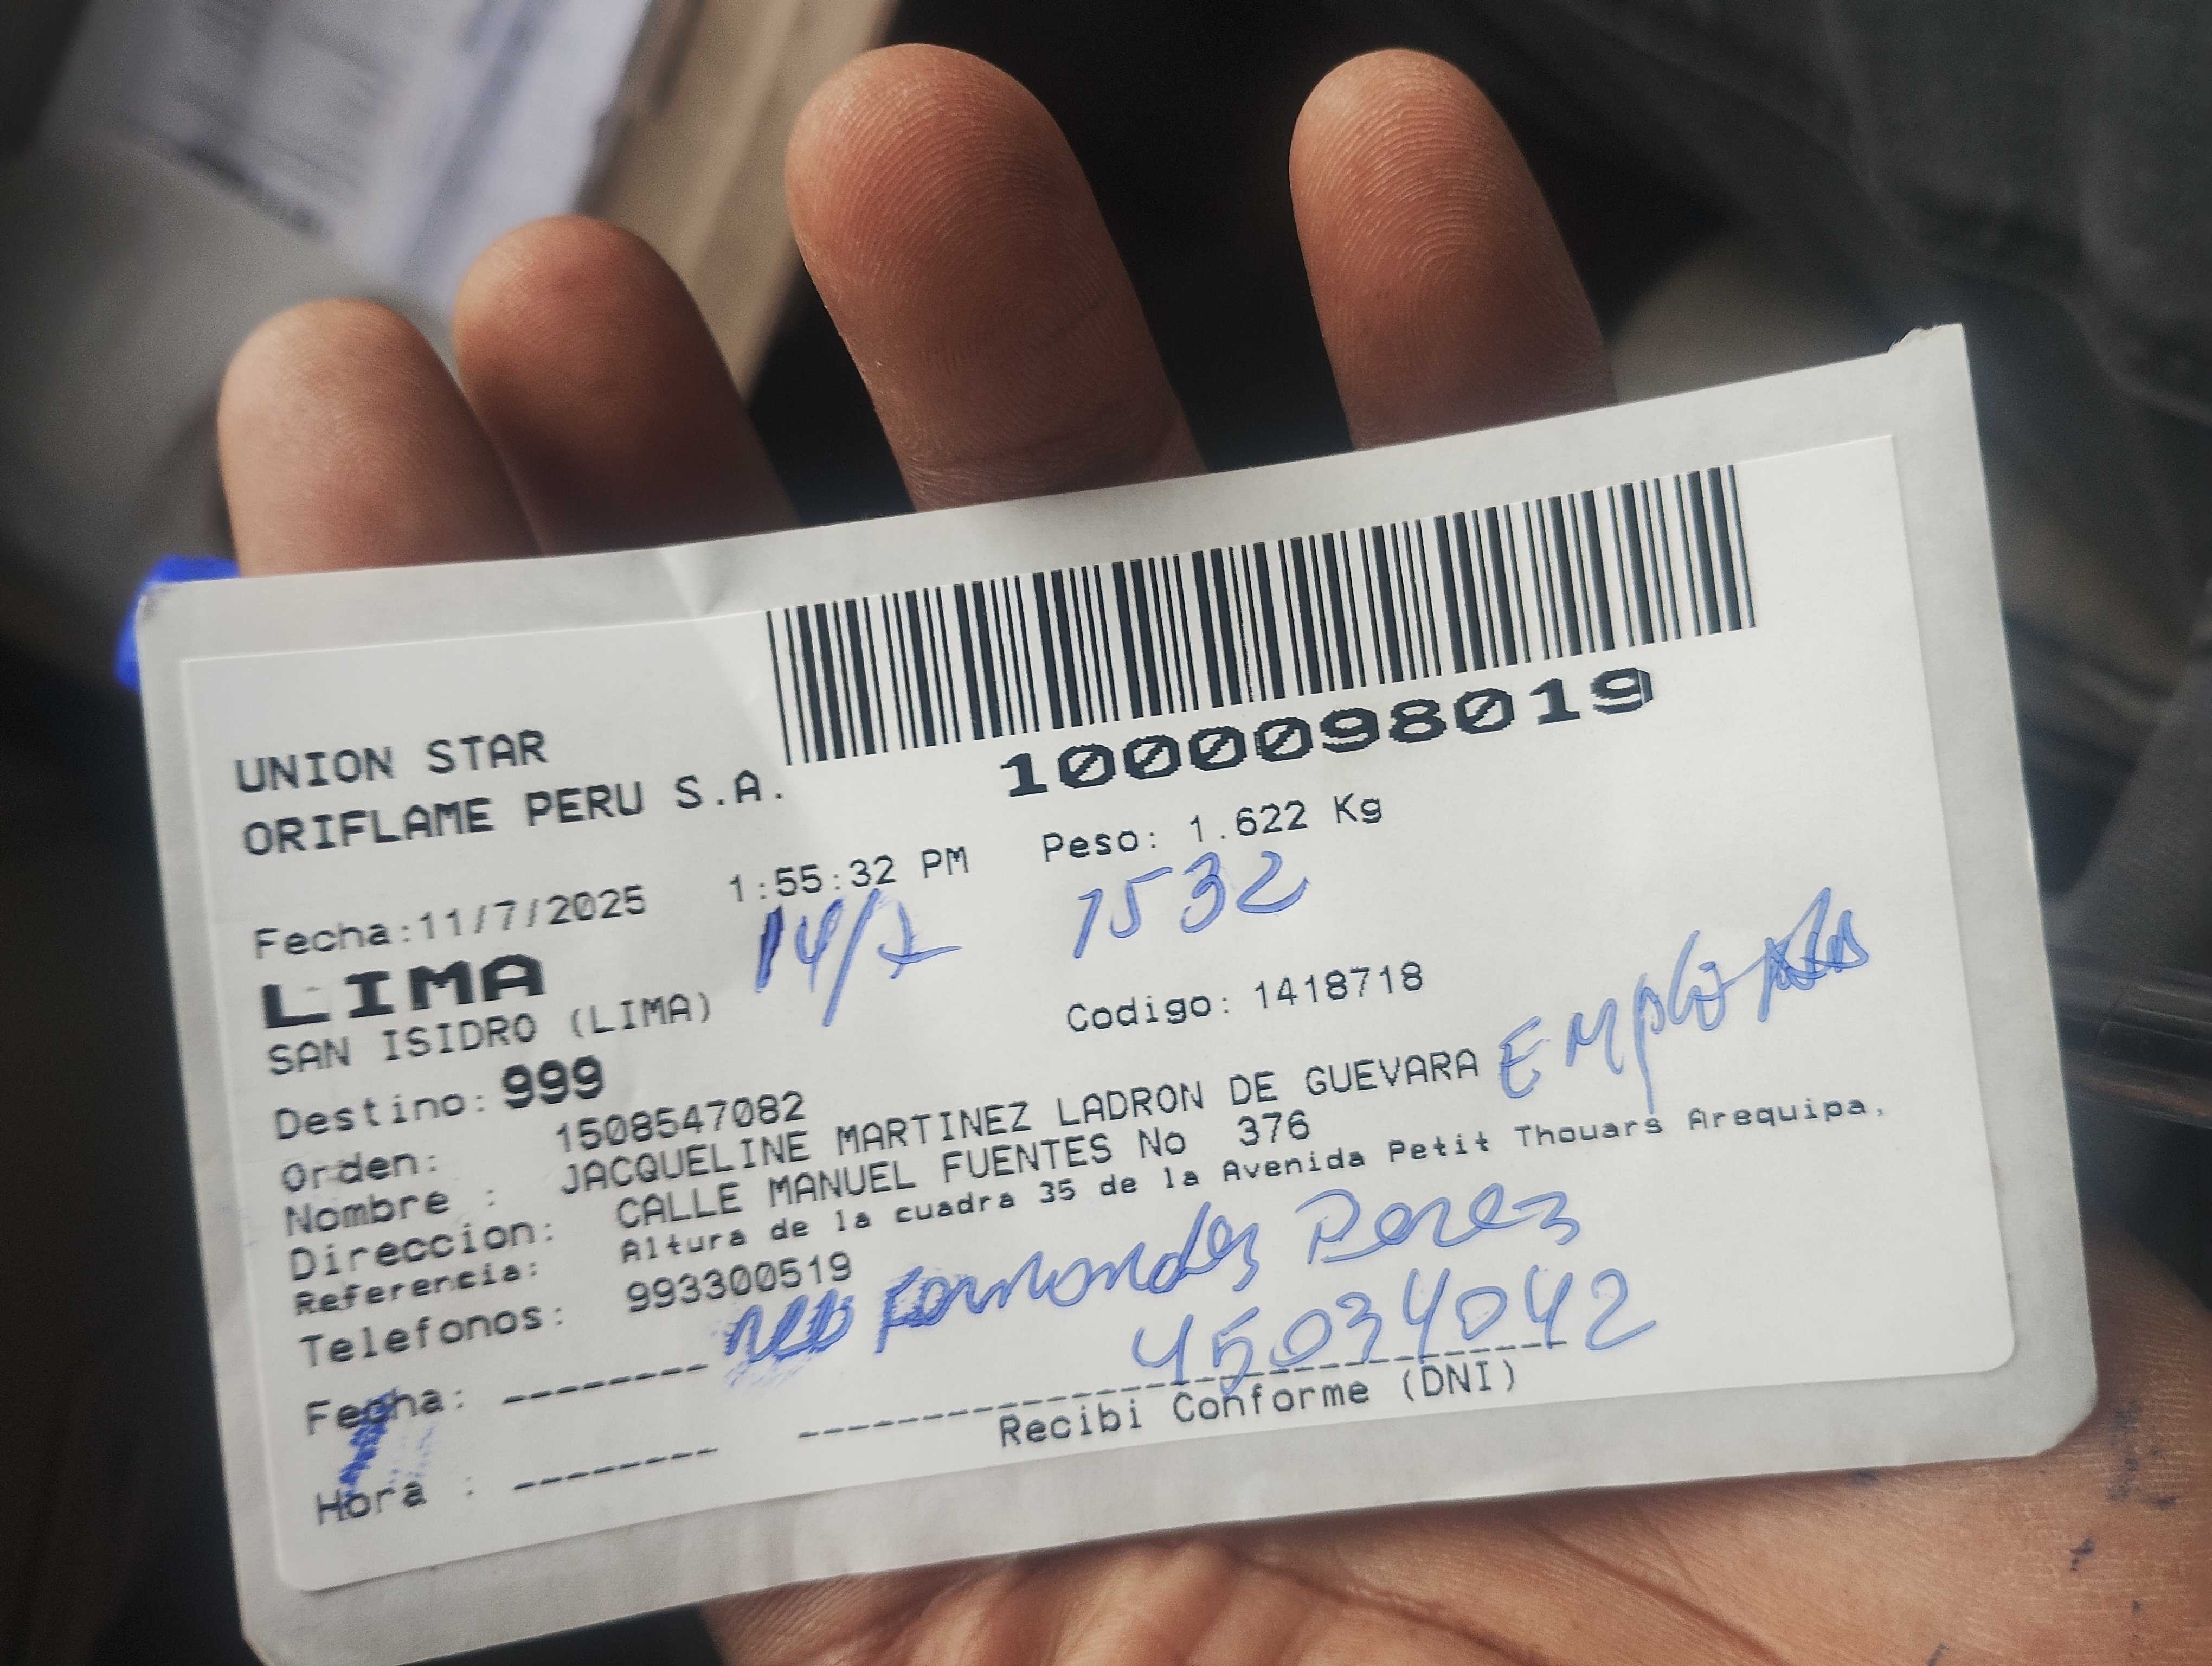 1000098019
UNION STAR
ORIFLAME PERU S.A.
Fecha:11/7/2025 1:55:32 PM Peso: 1.622 Kg
14/7 1532
LIMA
SAN ISIDRO (LIMA) Codigo: 1418718
Destino: 999
Orden: 1508547082
Nombre : JACQUELINE MARTINEZ LADRON DE GUEVARA
Direccion: CALLE MANUEL FUENTES No 376
Referencia: Altura de la cuadra 35 de la Avenida Petit Thouars Arequipa.
Telefonos: 993300519
Fernandes Perez
45034042
Fecha: --------
Recibi Conforme (DNI)
Hora : --------